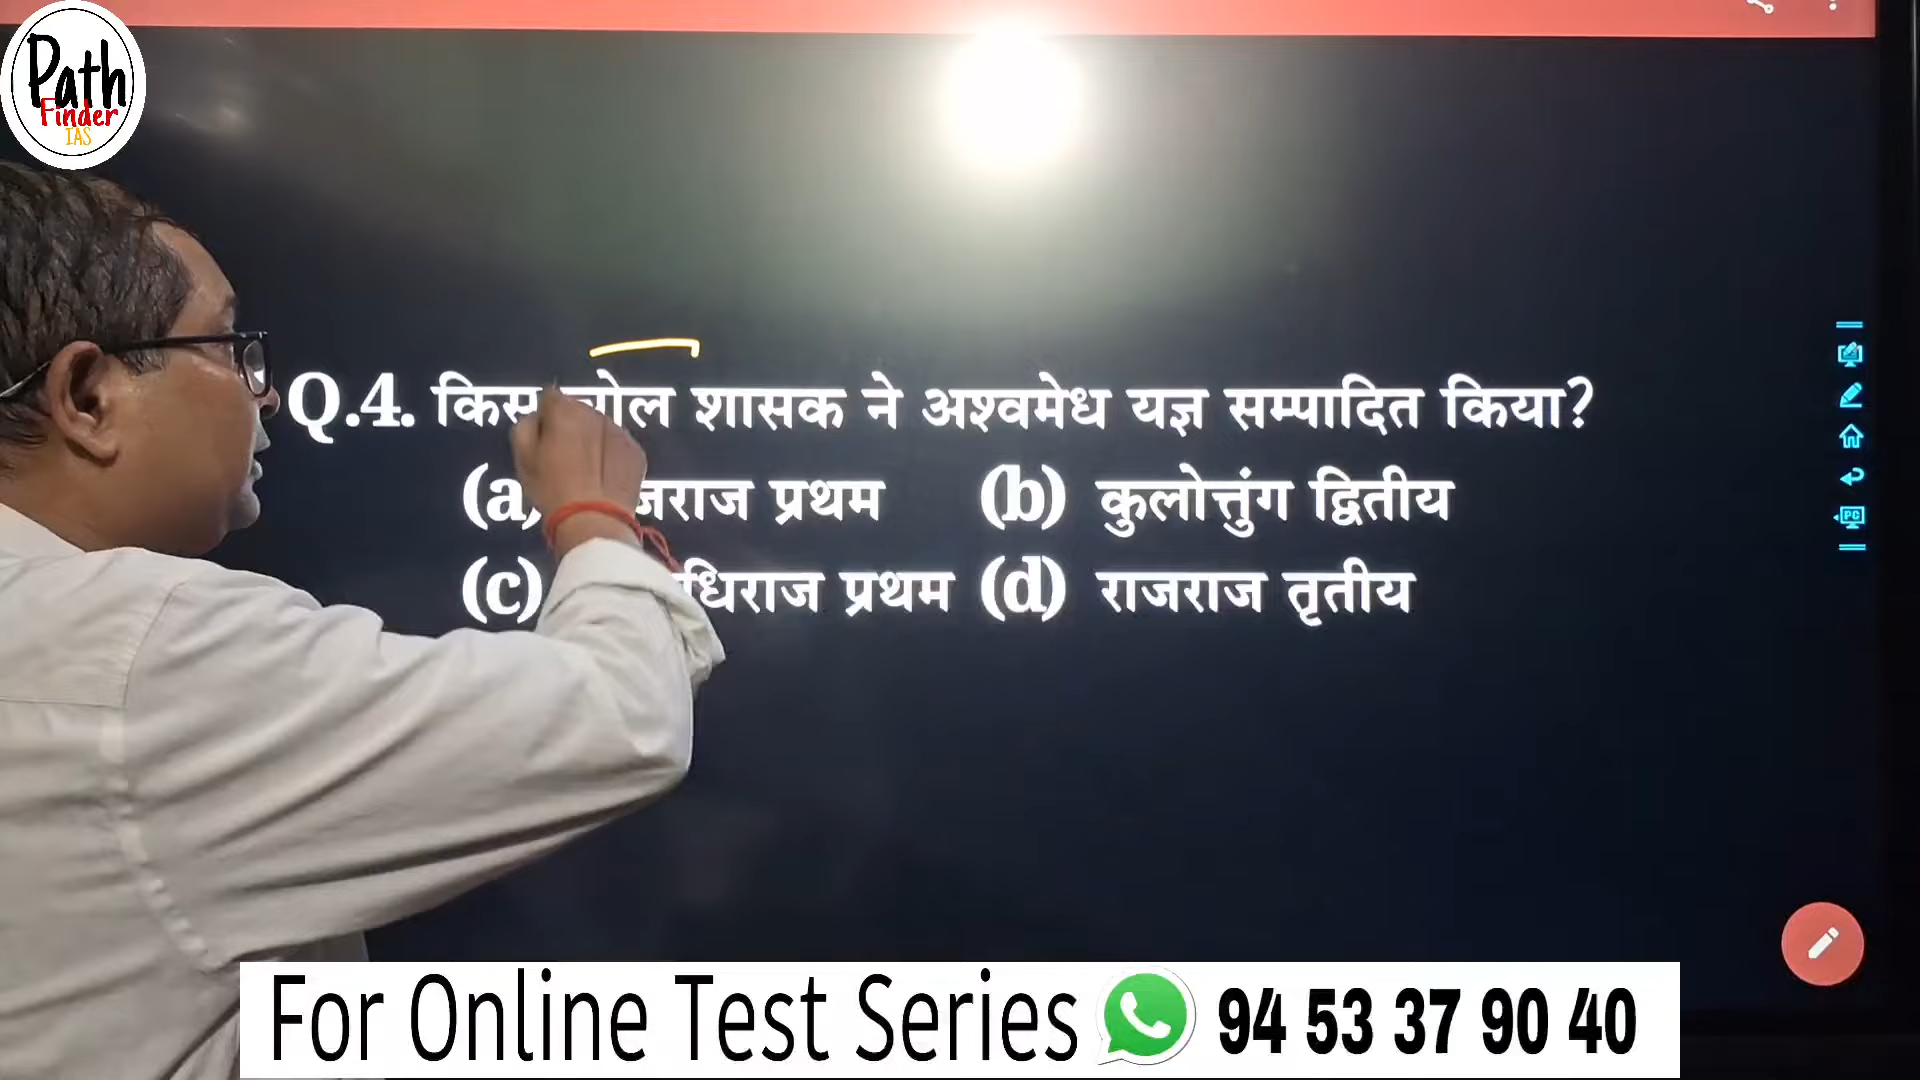 Path
Finder
IAS
Q.4. किस चोल शासक ने अश्वमेध यज्ञ सम्पादित किया?
(a) प्रथम (b) कुलोत्तुंग द्वितीय
(c) प्रथम (d) राजराज तृतीय
PC
For Online Test Series 94 53 37 90 40